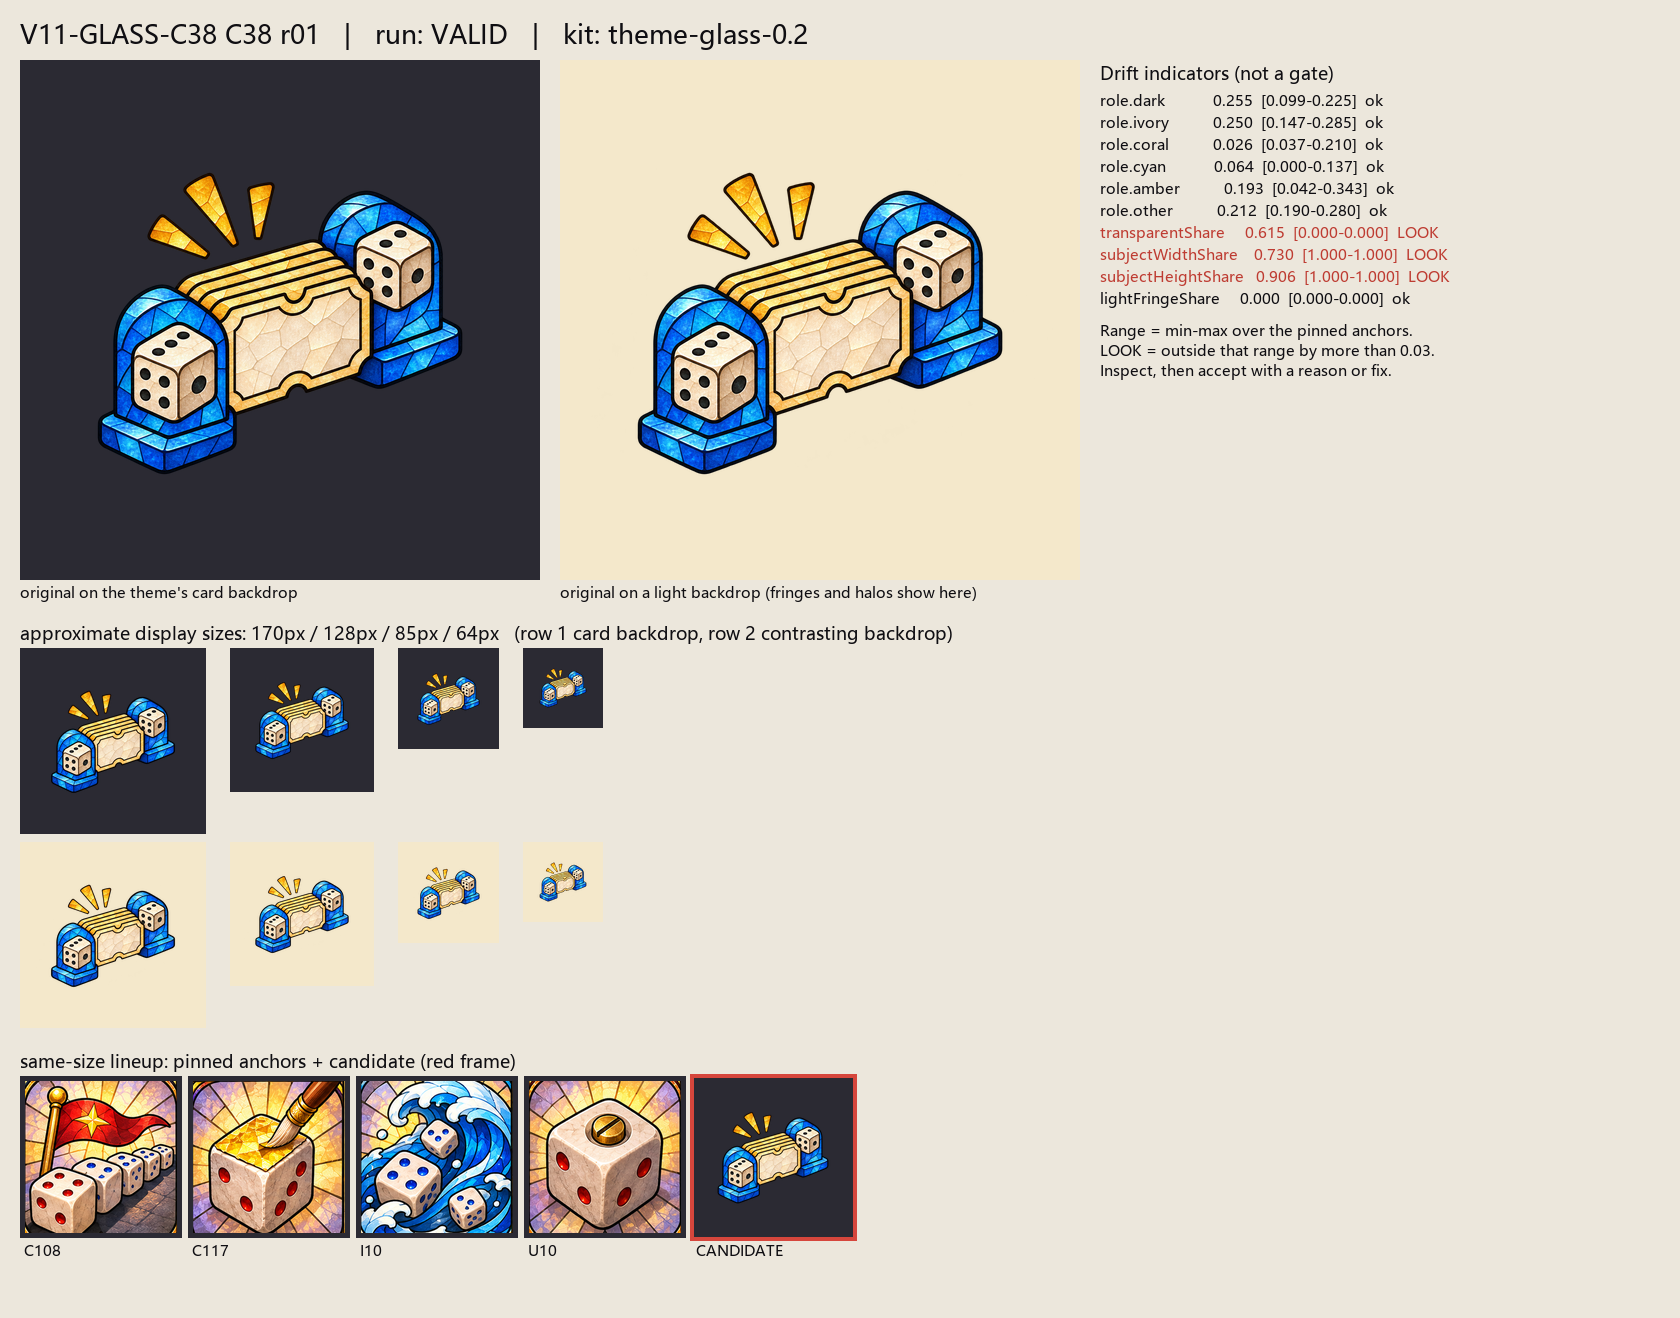 V11-GLASS-C38 C38 r01   |   run: VALID   |   kit: theme-glass-0.2
Drift indicators (not a gate)
role.dark 0.255 [0.099-0.225] ok
role.ivory 0.250 [0.147-0.285] ok
role.coral 0.026 [0.037-0.210] ok
role.cyan 0.064 [0.000-0.137] ok
role.amber 0.193 [0.042-0.343] ok
role.other 0.212 [0.190-0.280] ok
transparentShare 0.615 [0.000-0.000] LOOK
subjectWidthShare 0.730 [1.000-1.000] LOOK
subjectHeightShare 0.906 [1.000-1.000] LOOK
lightFringeShare 0.000 [0.000-0.000] ok
Range = min-max over the pinned anchors.
LOOK = outside that range by more than 0.03.
Inspect, then accept with a reason or fix.
original on the theme's card backdrop
original on a light backdrop (fringes and halos show here)
approximate display sizes: 170px / 128px / 85px / 64px   (row 1 card backdrop, row 2 contrasting backdrop)
same-size lineup: pinned anchors + candidate (red frame)
C108
C117
I10
U10
CANDIDATE